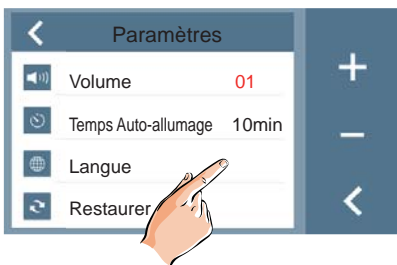 Paramètres
Volume 01
Temps Auto-allumage 10min
Langue
Restaurer